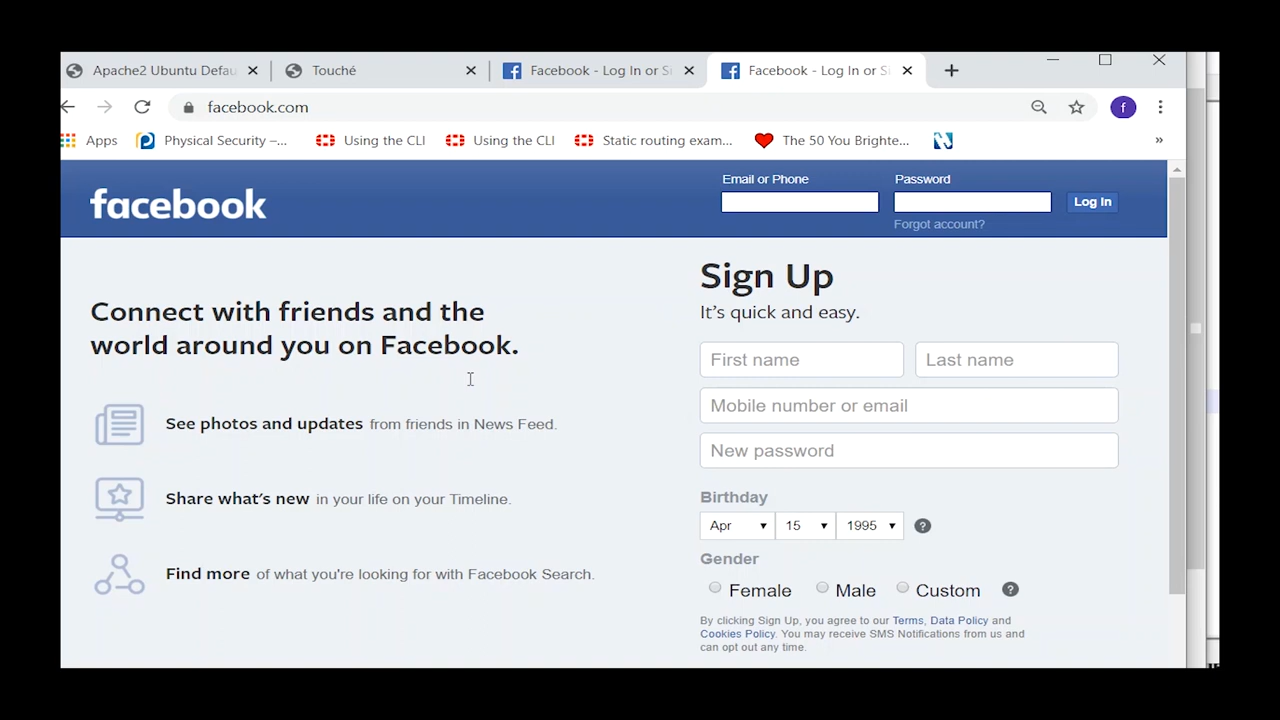 Apache2 Ubuntu Defau
Touché
Facebook - Log In or Si
Facebook - Log In or Si
facebook.com
f
Apps
Physical Security –...
Using the CLI
Using the CLI
Static routing exam...
The 50 You Brighte...
»
Email or Phone
Password
facebook
Log In
Forgot account?
Sign Up
It's quick and easy.
Connect with friends and the
world around you on Facebook.
First name
Last name
Mobile number or email
See photos and updates from friends in News Feed.
New password
Share what's new in your life on your Timeline.
Birthday
Apr 15 1995 ?
Gender
Find more of what you're looking for with Facebook Search.
Female Male Custom ?
By clicking Sign Up, you agree to our Terms, Data Policy and
Cookies Policy. You may receive SMS Notifications from us and
can opt out any time.